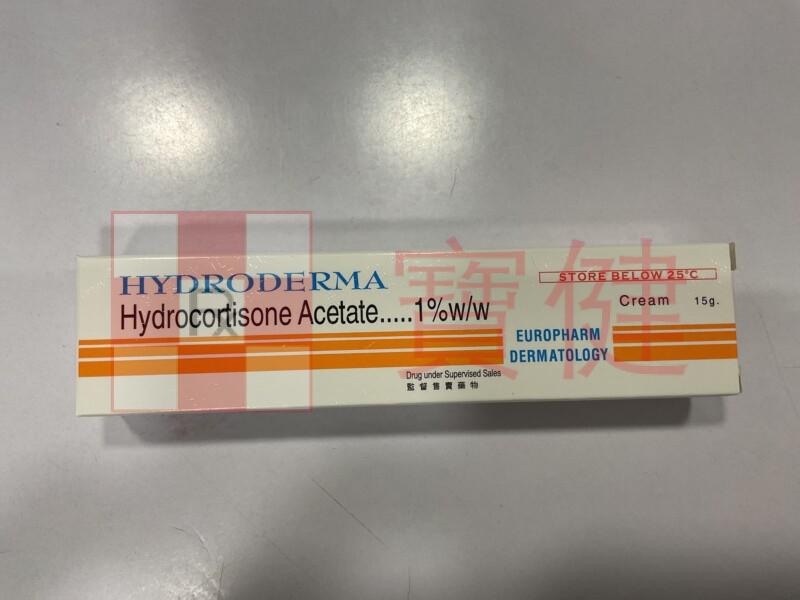 HYDRODERMA
Hydrocortisone Acetate.....1%w/w
STORE BELOW 25°C
Cream 15g.
EUROPHARM
DERMATOLOGY
Drug under Supervised Sales
監督售賣藥物
寶健
Rx